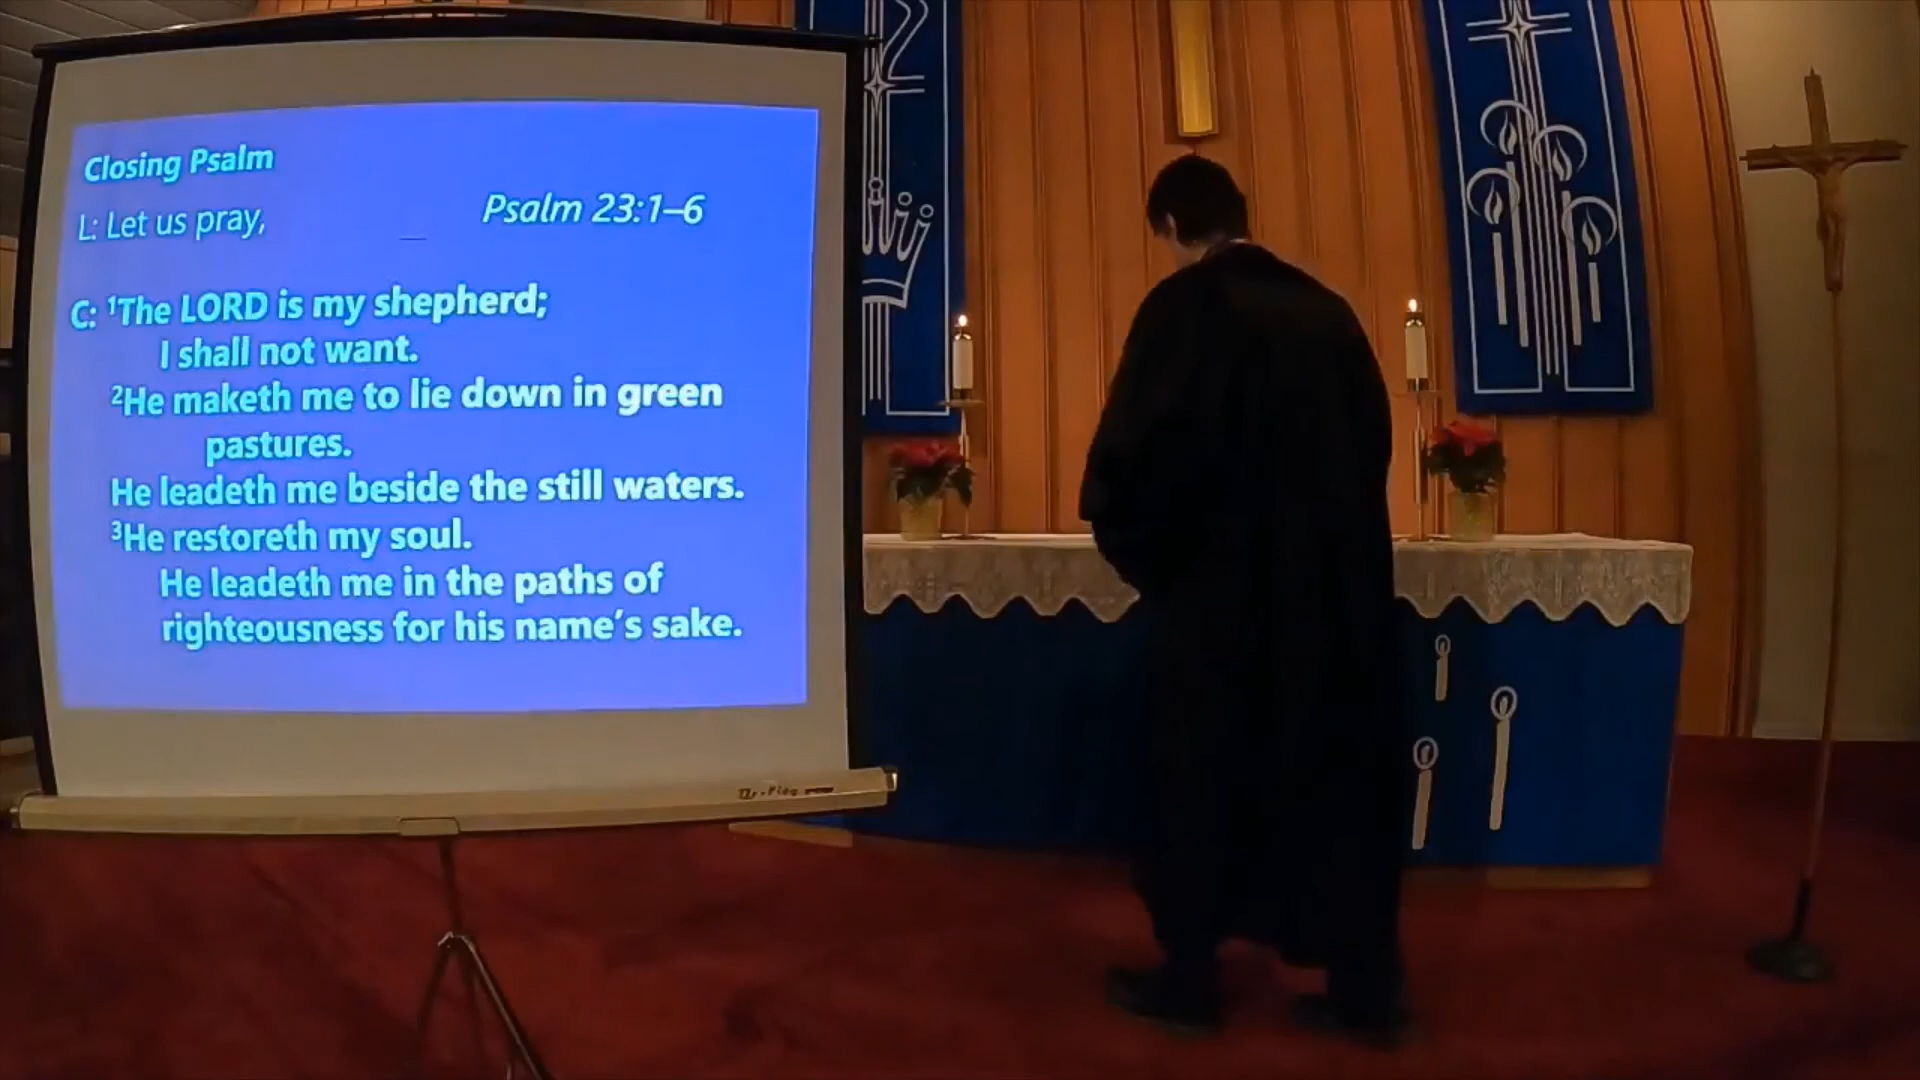 Closing Psalm
L: Let us pray,
Psalm 23:1–6
C: ¹The LORD is my shepherd;
I shall not want.
²He maketh me to lie down in green
pastures.
He leadeth me beside the still waters.
³He restoreth my soul.
He leadeth me in the paths of
righteousness for his name’s sake.